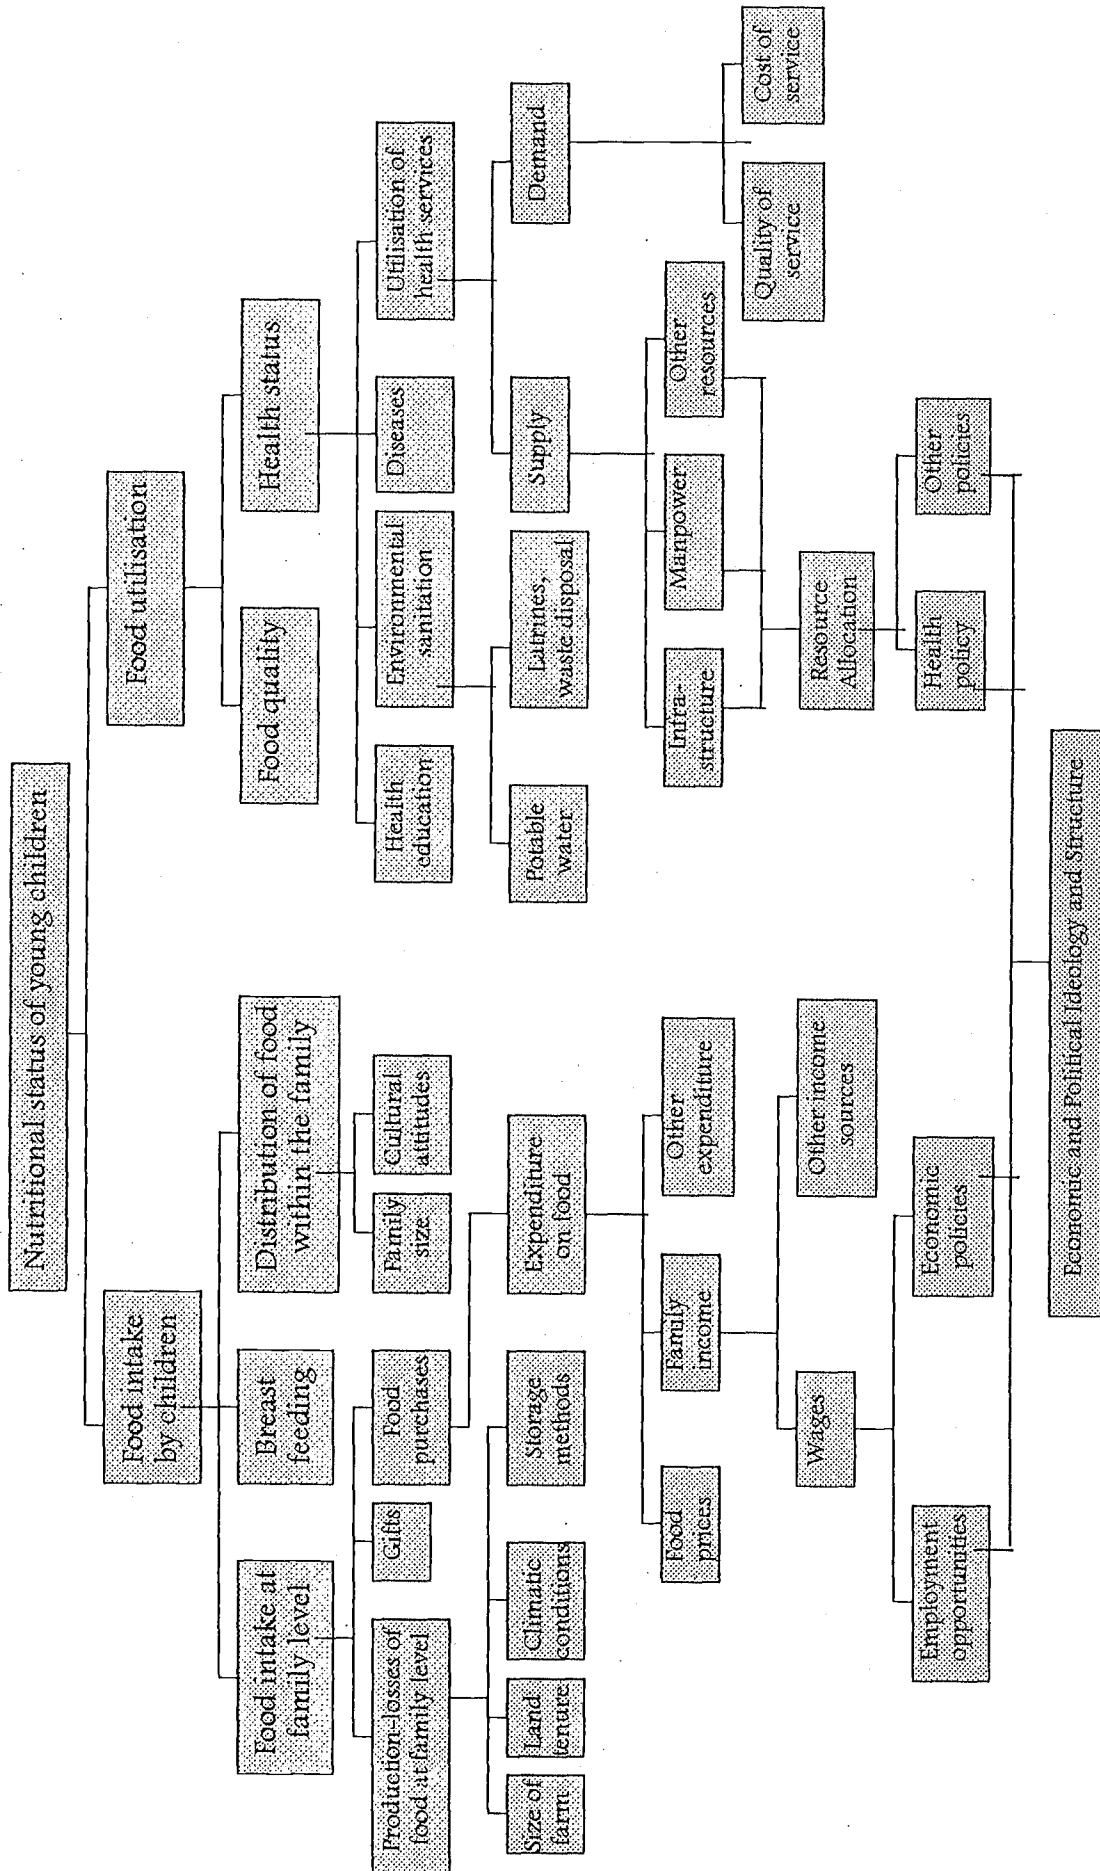 Nutritional status of young children
Food intake
by children
Food utilisation
Food intake at
family level
Breast
feeding
Distribution of food
within the family
Food quality
Health status
Production-losses of
food at family level
Gifts
Food
purchases
Family
size
Cultural
attitudes
Health
education
Environmental
sanitation
Diseases
Utilisation of
health services
Size of
farm
Land
tenure
Climatic
conditions
Storage
methods
Expenditure
on food
Potable
water
Latrines,
waste disposal
Supply
Demand
Food
prices
Family
income
Other
expenditure
Infra-
structure
Manpower
Other
resources
Quality of
service
Cost of
service
Wages
Other income
sources
Resource
Allocation
Employment
opportunities
Economic
policies
Health
policy
Other
policies
Economic and Political Ideology and Structure